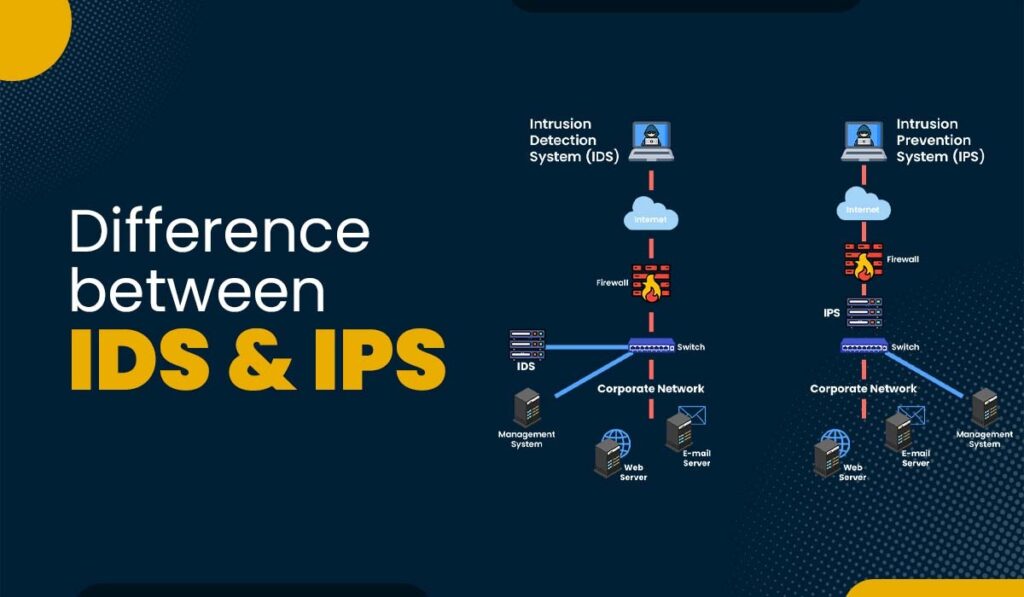 Difference
between
IDS & IPS
Intrusion
Detection
System (IDS)
Internet
Firewall
Switch
IDS
Corporate Network
Management
System
Web
Server
E-mail
Server
Intrusion
Prevention
System (IPS)
Internet
Firewall
IPS
Switch
Corporate Network
Management
System
Web
Server
E-mail
Server